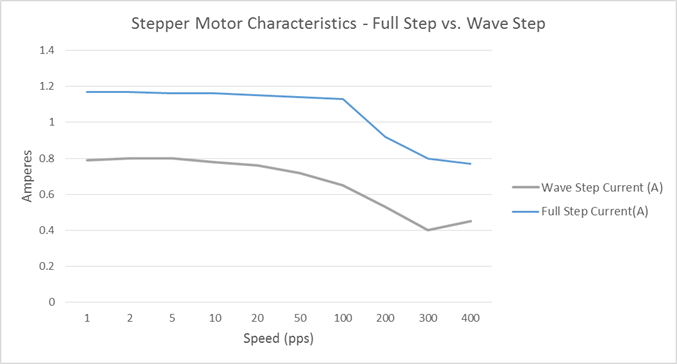 Stepper Motor Characteristics - Full Step vs. Wave Step
1.4
1.2
1
0.8
0.6
0.4
0.2
0
Amperes
1 2 5 10 20 50 100 200 300 400
Speed (pps)
Wave Step Current (A)
Full Step Current(A)